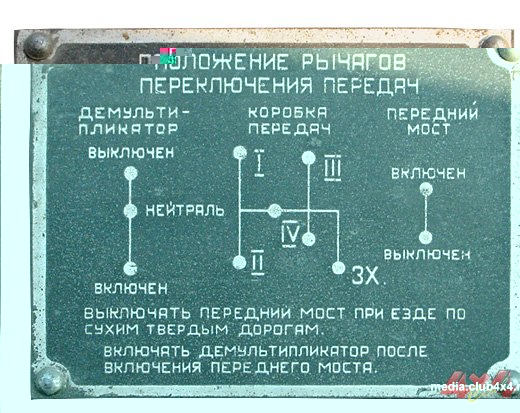 ПОЛОЖЕНИЕ РЫЧАГОВ
ПЕРЕКЛЮЧЕНИЯ ПЕРЕДАЧ
ДЕМУЛЬТИ-
ПЛИКАТОР
ВЫКЛЮЧЕН
НЕЙТРАЛЬ
ВКЛЮЧЕН
КОРОБКА
ПЕРЕДАЧ
I
III
IV
II
ЗХ.
ПЕРЕДНИЙ
МОСТ
ВКЛЮЧЕН
ВЫКЛЮЧЕН
ВЫКЛЮЧАТЬ ПЕРЕДНИЙ МОСТ ПРИ ЕЗДЕ ПО
СУХИМ ТВЕРДЫМ ДОРОГАМ.
ВКЛЮЧАТЬ ДЕМУЛЬТИПЛИКАТОР ПОСЛЕ
ВКЛЮЧЕНИЯ ПЕРЕДНЕГО МОСТА.
4x4
media.club4x4.r